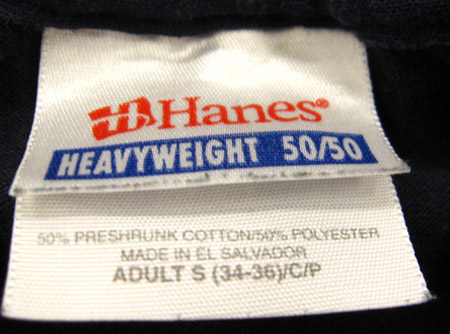 Hanes®
HEAVYWEIGHT 50/50
50% PRESHRUNK COTTON/50% POLYESTER
MADE IN EL SALVADOR
ADULT S (34-36)/C/P